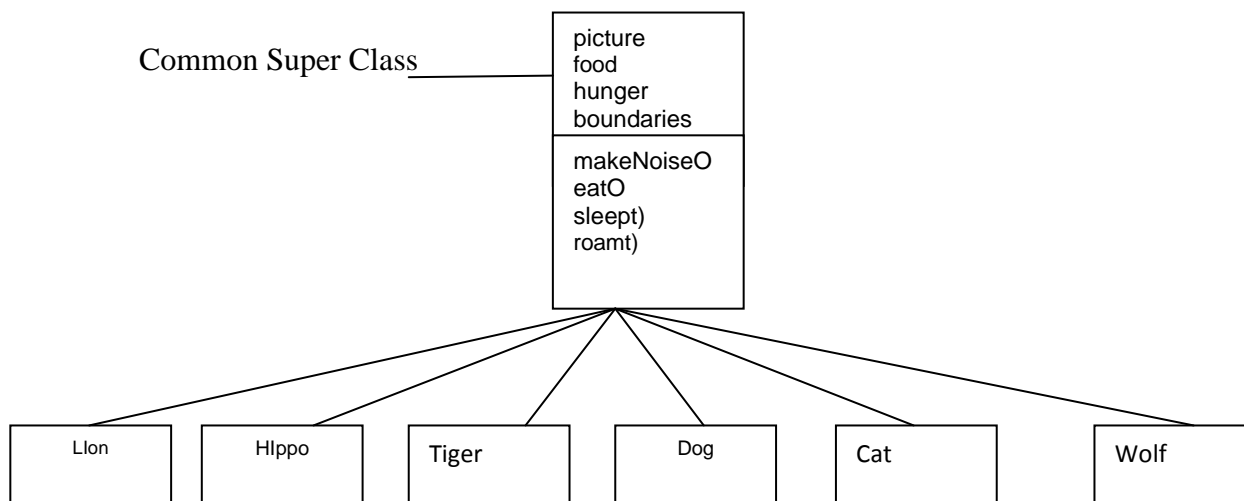 Common Super Class
picture
food
hunger
boundaries
makeNoiseO
eatO
sleept)
roamt)
LIon
HIppo
Tiger
Dog
Cat
Wolf